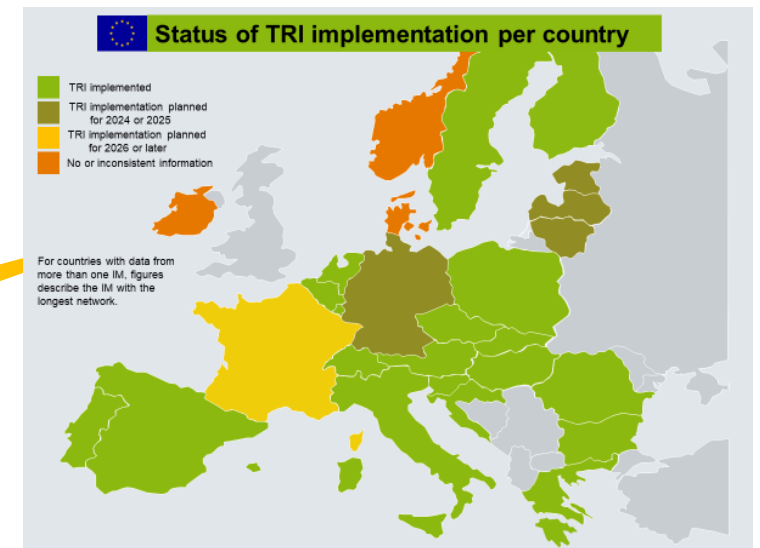 Status of TRI implementation per country
TRI implemented
TRI implementation planned
for 2024 or 2025
TRI implementation planned
for 2026 or later
No or inconsistent information
For countries with data from
more than one IM, figures
describe the IM with the
longest network.